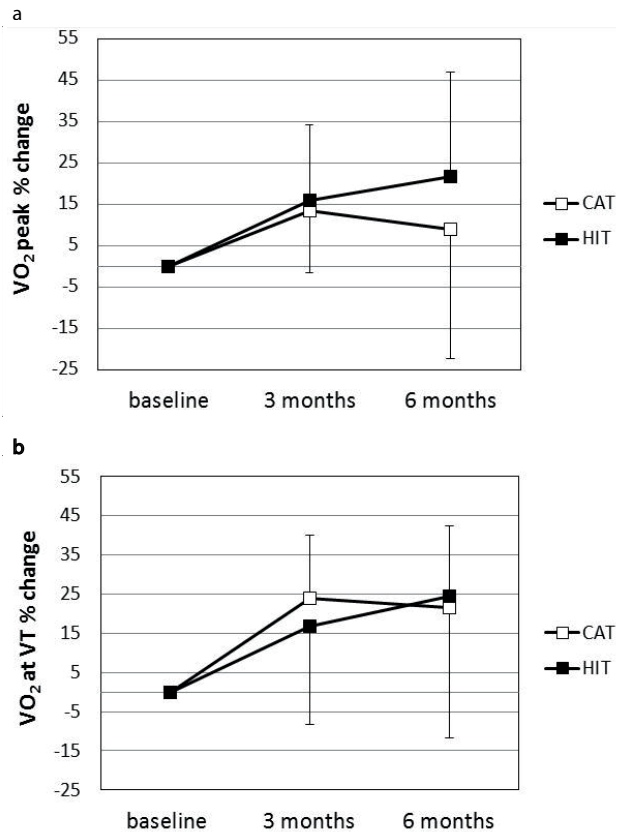 a
VO₂ peak % change
55
45
35
25
15
5
-5
-15
-25
baseline 3 months 6 months
CAT
HIT
b
VO₂ at VT % change
55
45
35
25
15
5
-5
-15
-25
baseline 3 months 6 months
CAT
HIT